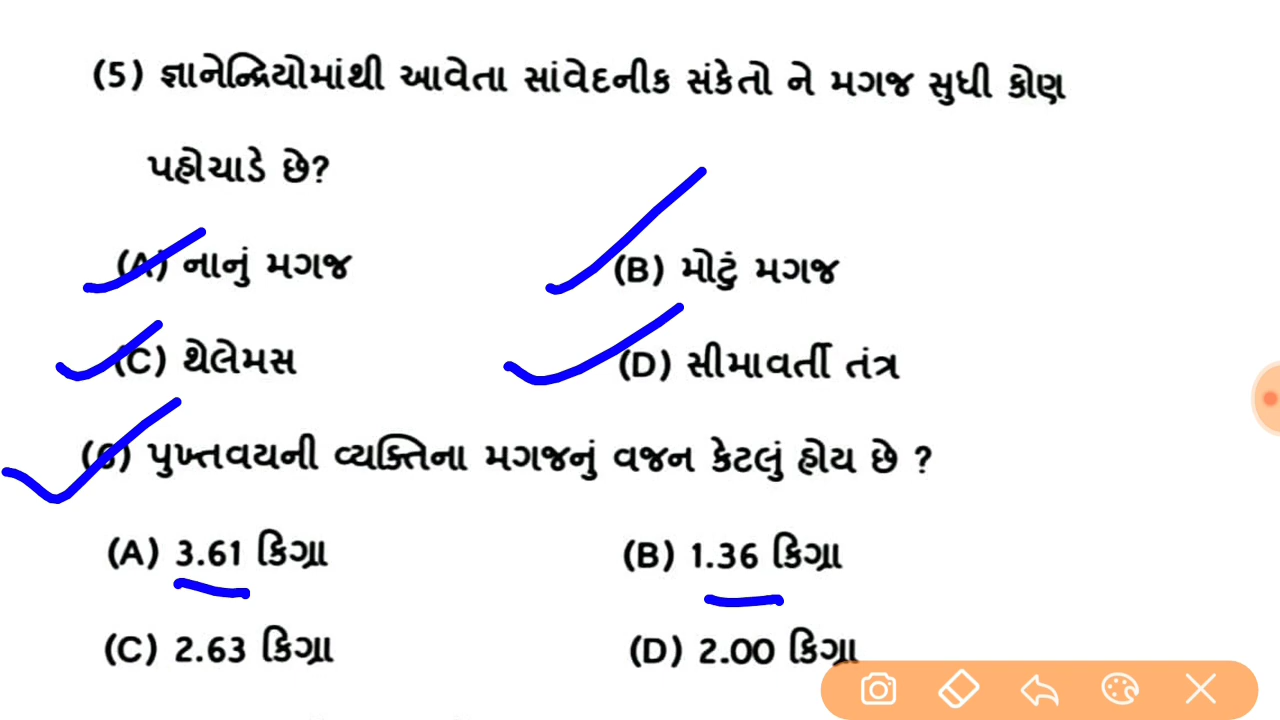 (5) જ્ઞાનેન્દ્રિયોમાંથી આવેતા સાંવેદનીક સંકેતો ને મગજ સુધી કોણ
પહોચાડે છે?
(A) નાનું મગજ (B) મોટું મગજ
(C) થેલેમસ (D) સીમાવર્તી તંત્ર
(6) પુખ્તવયની વ્યક્તિના મગજનું વજન કેટલું હોય છે ?
(A) 3.61 કિગ્રા (B) 1.36 કિગ્રા
(C) 2.63 કિગ્રા (D) 2.00 કિગ્રા